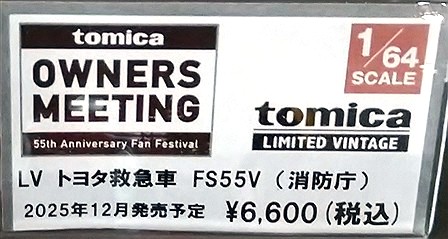 tomica
OWNERS
MEETING
55th Anniversary Fan Festival
1/64
SCALE
tomica
LIMITED VINTAGE
LV トヨタ救急車 FS55V (消防庁)
2025年12月発売予定 ¥6,600(税込)